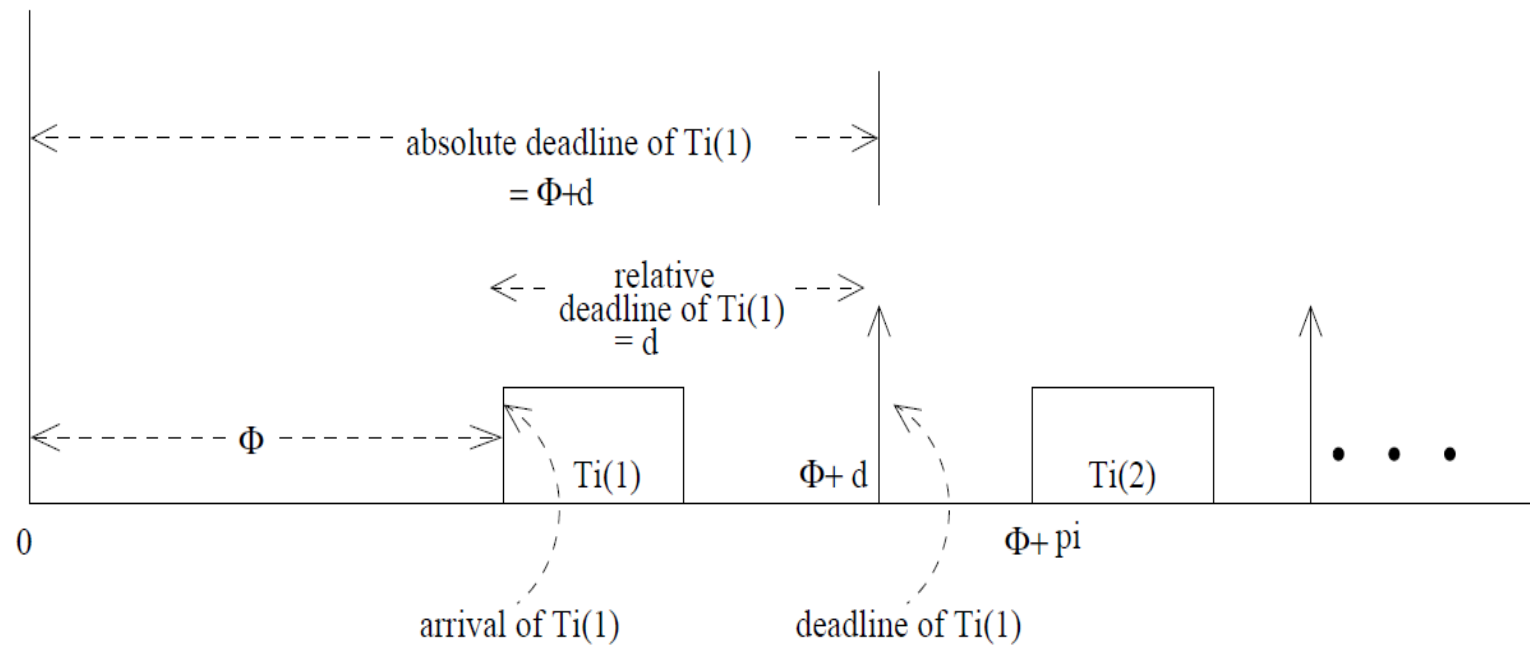 absolute deadline of Ti(1)
= Φ+d
relative
deadline of Ti(1)
= d
Φ
Ti(1)
Φ+ d
Ti(2)
0
Φ+ pi
arrival of Ti(1)
deadline of Ti(1)